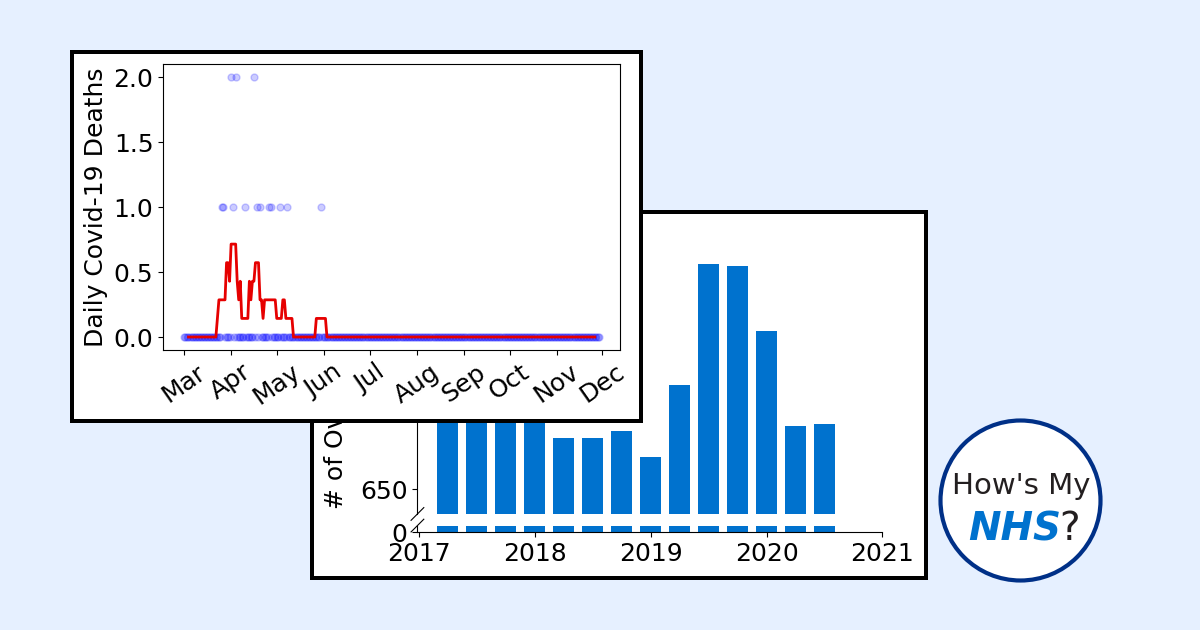 Daily Covid-19 Deaths
2.0
1.5
1.0
0.5
0.0
Mar Apr May Jun Jul Aug Sep Oct Nov Dec
# of
650
0
2017 2018 2019 2020 2021
How's My
NHS?